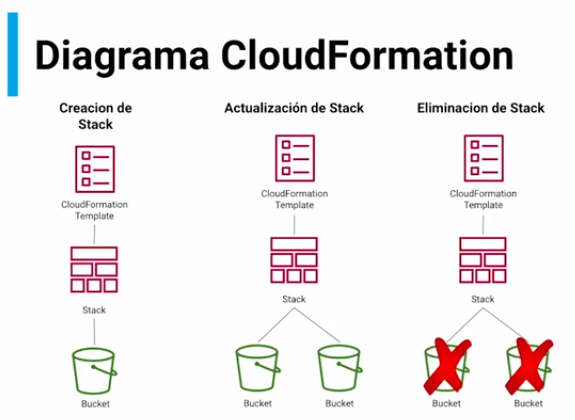 Diagrama CloudFormation
Creacion de
Stack
CloudFormation
Template
Stack
Bucket
Actualización de Stack
CloudFormation
Template
Stack
Bucket
Bucket
Eliminacion de Stack
CloudFormation
Template
Stack
Bucket
Bucket